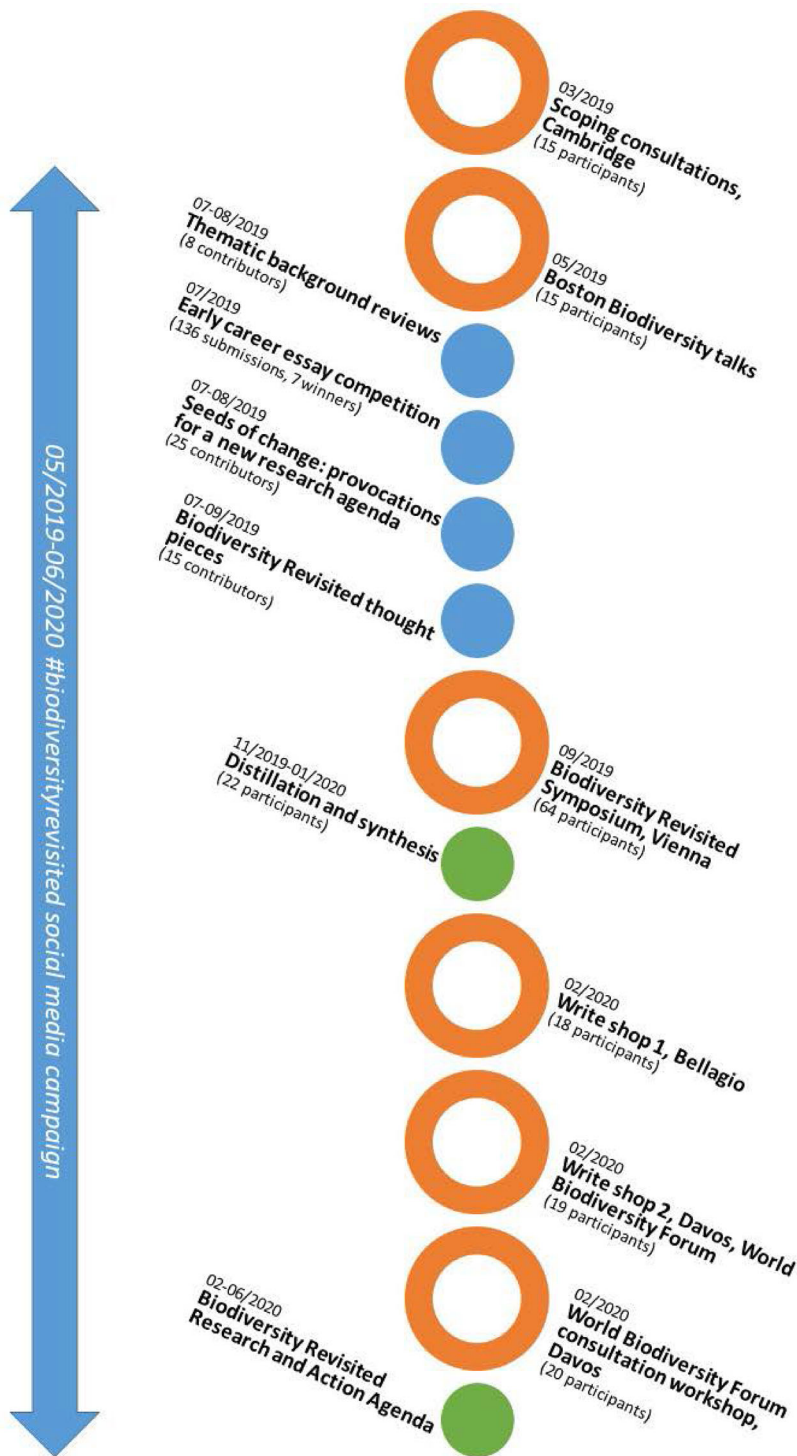 03/2019
Scoping consultations,
Cambridge
(15 participants)
05/2019
Boston Biodiversity talks
(15 participants)
07-08/2019
Thematic background reviews
(8 contributors)
07/2019
Early career essay competition
(136 submissions, 7 winners)
07-08/2019
Seeds of change: provocations
for a new research agenda
(25 contributors)
07-09/2019
Biodiversity Revisited thought
pieces
(15 contributors)
09/2019
Biodiversity Revisited
Symposium, Vienna
(64 participants)
11/2019-01/2020
Distillation and synthesis
(22 participants)
02/2020
Write shop 1, Bellagio
(18 participants)
02/2020
Write shop 2, Davos, World
Biodiversity Forum
(19 participants)
02/2020
World Biodiversity Forum
consultation workshop,
Davos
(20 participants)
02-06/2020
Biodiversity Revisited
Research and Action Agenda
05/2019-06/2020 #biodiversityrevisited social media campaign